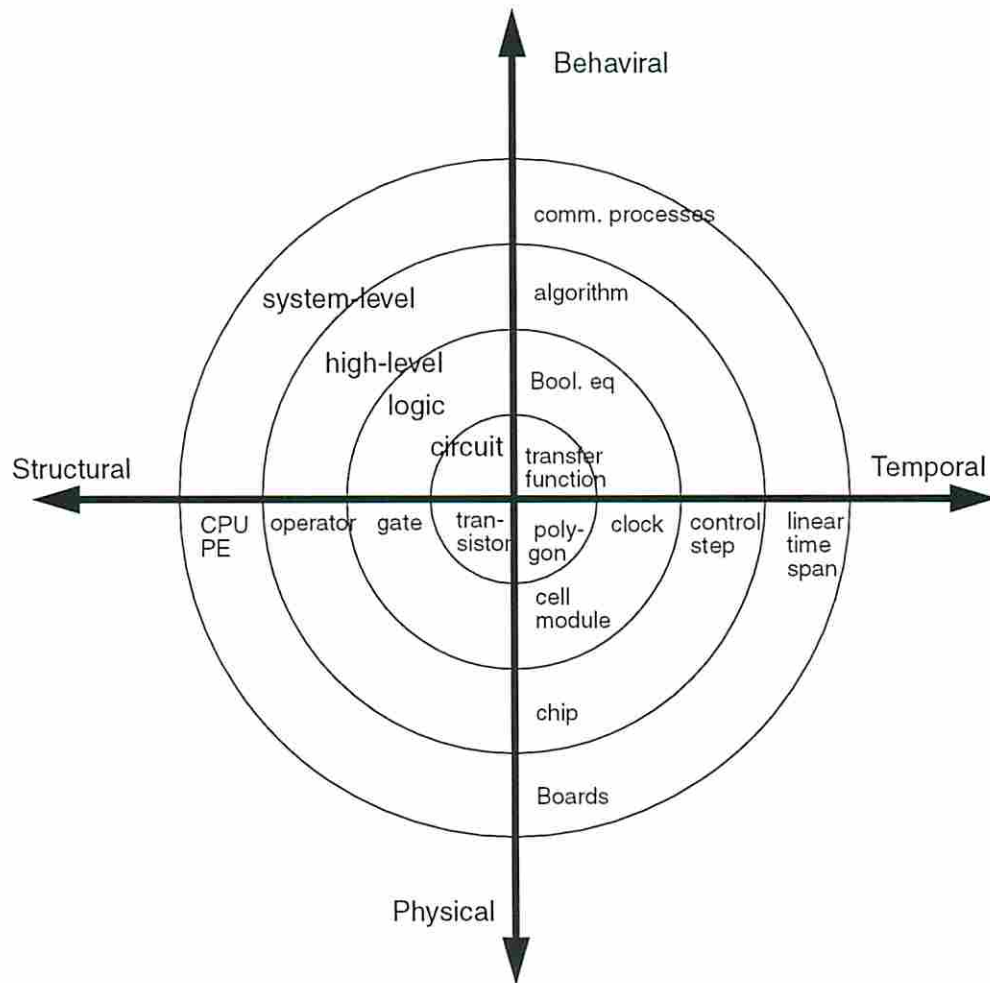 Behaviral
comm. processes
system-level
algorithm
high-level
Bool. eq
logic
circuit
transfer
function
Structural
Temporal
CPU
PE
operator
gate
tran-
sistor
poly-
gon
clock
control
step
linear
time
span
cell
module
chip
Boards
Physical